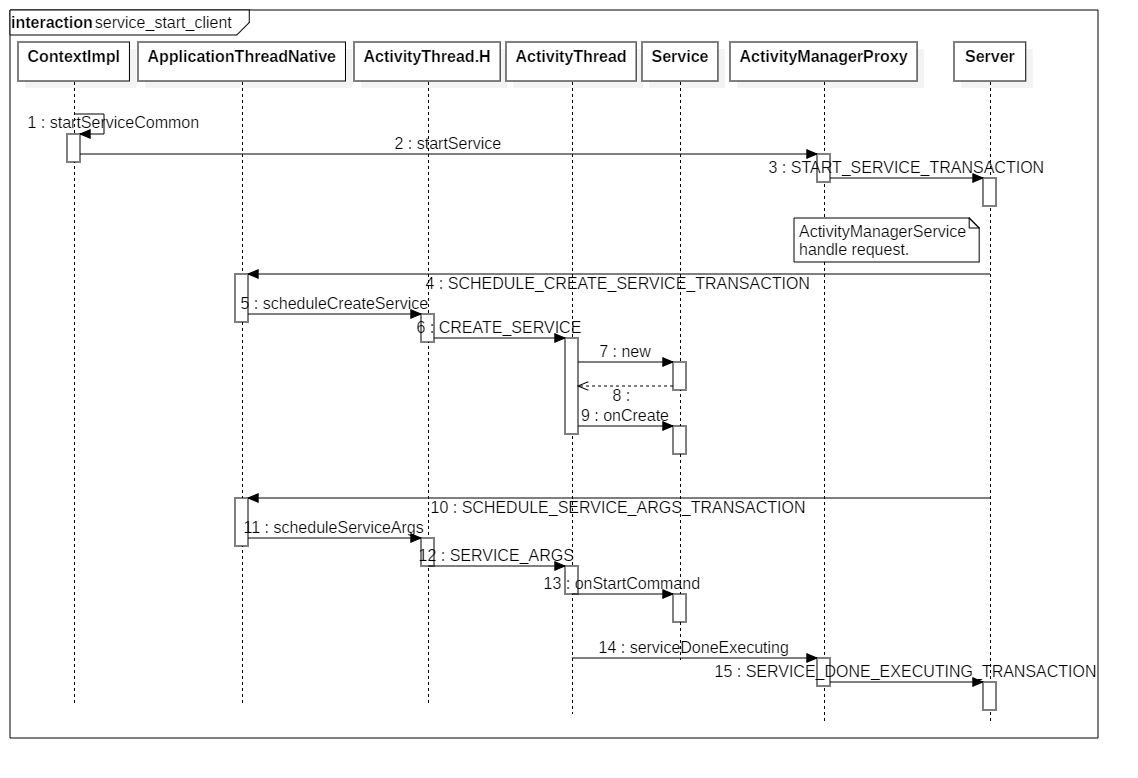 interaction service_start_client
ContextImpl
ApplicationThreadNative
ActivityThread.H
ActivityThread
Service
ActivityManagerProxy
Server
1 : startServiceCommon
2 : startService
3 : START_SERVICE_TRANSACTION
ActivityManagerService
handle request.
4 : SCHEDULE_CREATE_SERVICE_TRANSACTION
5 : scheduleCreateService
6 : CREATE_SERVICE
7 : new
8 :
9 : onCreate
10 : SCHEDULE_SERVICE_ARGS_TRANSACTION
11 : scheduleServiceArgs
12 : SERVICE_ARGS
13 : onStartCommand
14 : serviceDoneExecuting
15 : SERVICE_DONE_EXECUTING_TRANSACTION